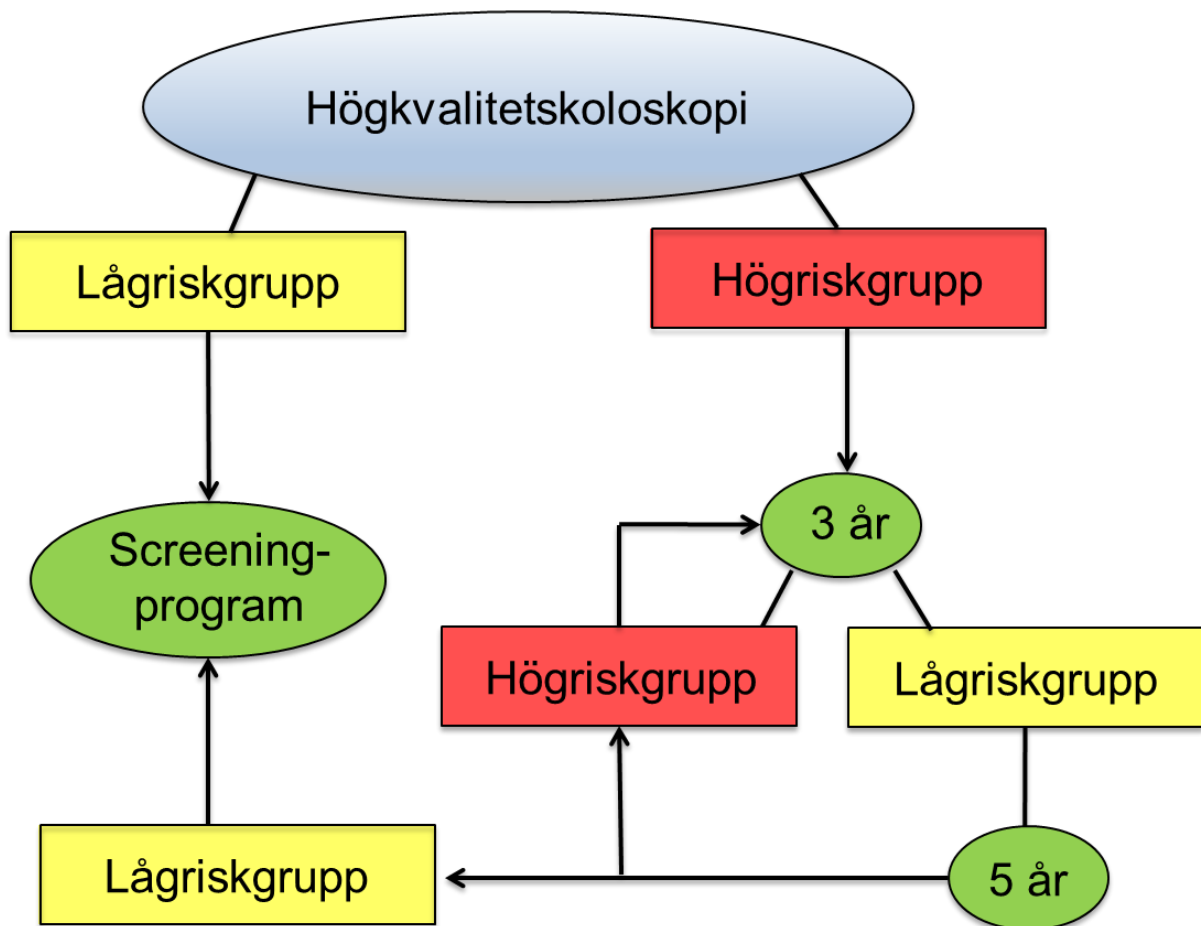 Högkvalitetskoloskopi
Lågriskgrupp
Högriskgrupp
3 år
Screening-
program
Högriskgrupp
Lågriskgrupp
Lågriskgrupp
5 år